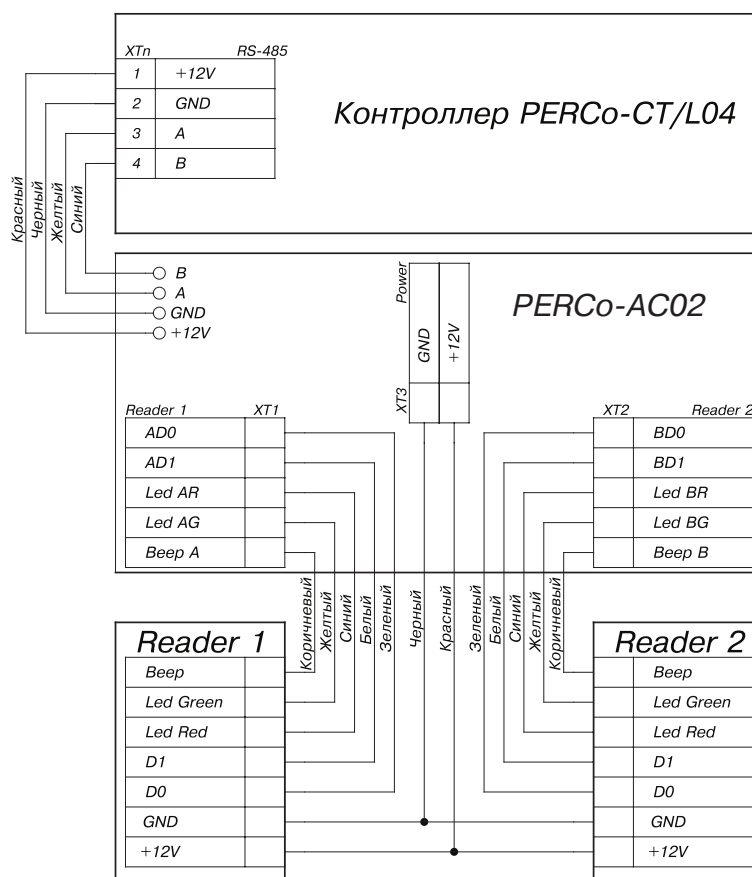 XTn RS-485
1 +12V
2 GND
3 A
4 B
Контроллер PERCo-CT/L04
Красный
Черный
Желтый
Синий
B
A
GND
+12V
Power
GND
+12V
XT3
PERCo-AC02
Reader 1 XT1
AD0
AD1
Led AR
Led AG
Beep A
XT2 Reader 2
BD0
BD1
Led BR
Led BG
Beep B
Коричневый
Желтый
Синий
Белый
Зеленый
Черный
Красный
Зеленый
Белый
Синий
Желтый
Коричневый
Reader 1
Beep
Led Green
Led Red
D1
D0
GND
+12V
Reader 2
Beep
Led Green
Led Red
D1
D0
GND
+12V